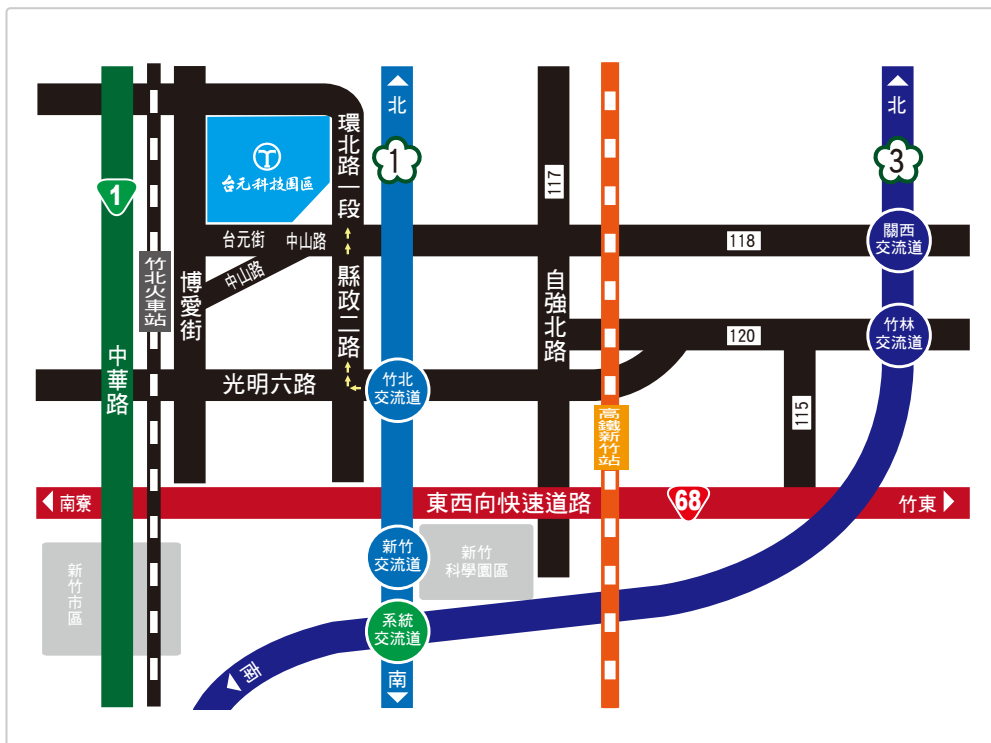 北
北
1
3
環北路一段
台元科技園區
117
1
台元街
中山路
118
關西
交流道
竹北火車站
博愛街
中山路
縣政二路
自強北路
竹林
交流道
120
中華路
光明六路
竹北
交流道
115
高鐵新竹站
南寮
東西向快速道路
68
竹東
新竹市區
新竹
交流道
新竹
科學園區
系統
交流道
南
南